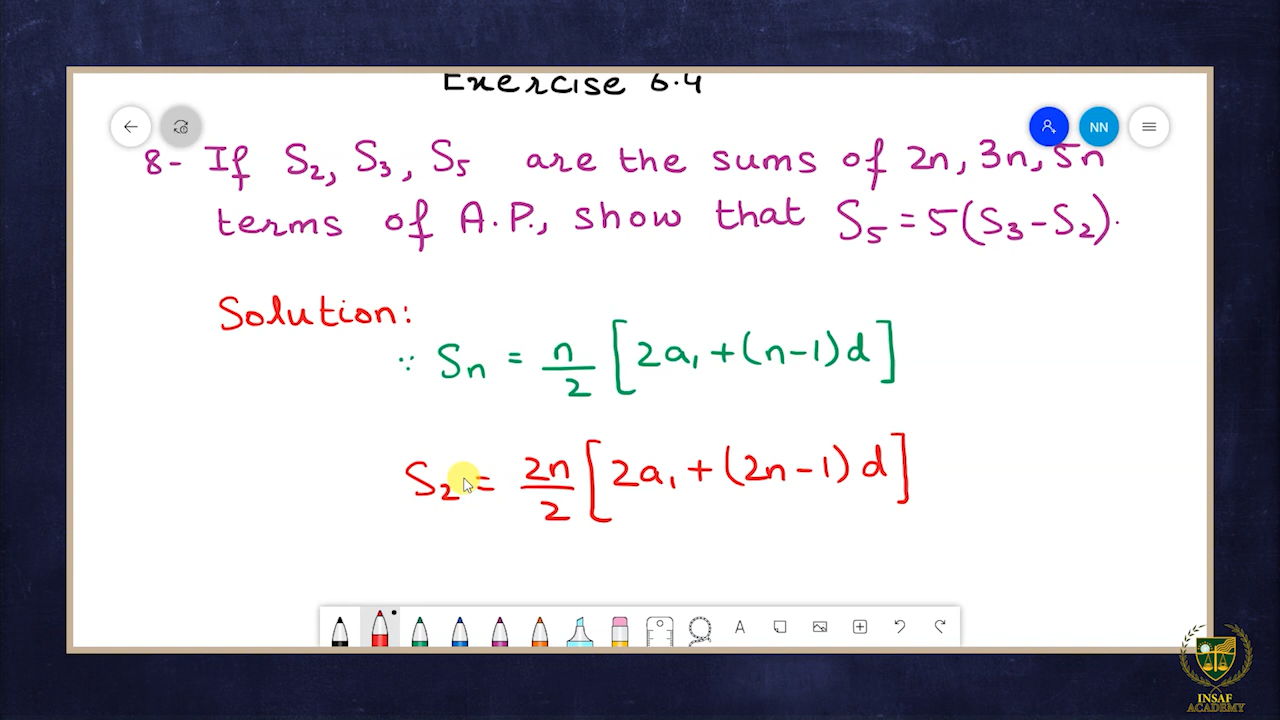 Exercise 6.4
NN
8- If S₂, S₃, S₅ are the sums of 2n, 3n, 5n
terms of A.P., show that S₅ = 5(S₃-S₂).
Solution:
∵ Sn = n/2 [2a₁ + (n-1)d]
S₂ = 2n/2 [2a₁ + (2n-1)d]
A
INSAF
ACADEMY